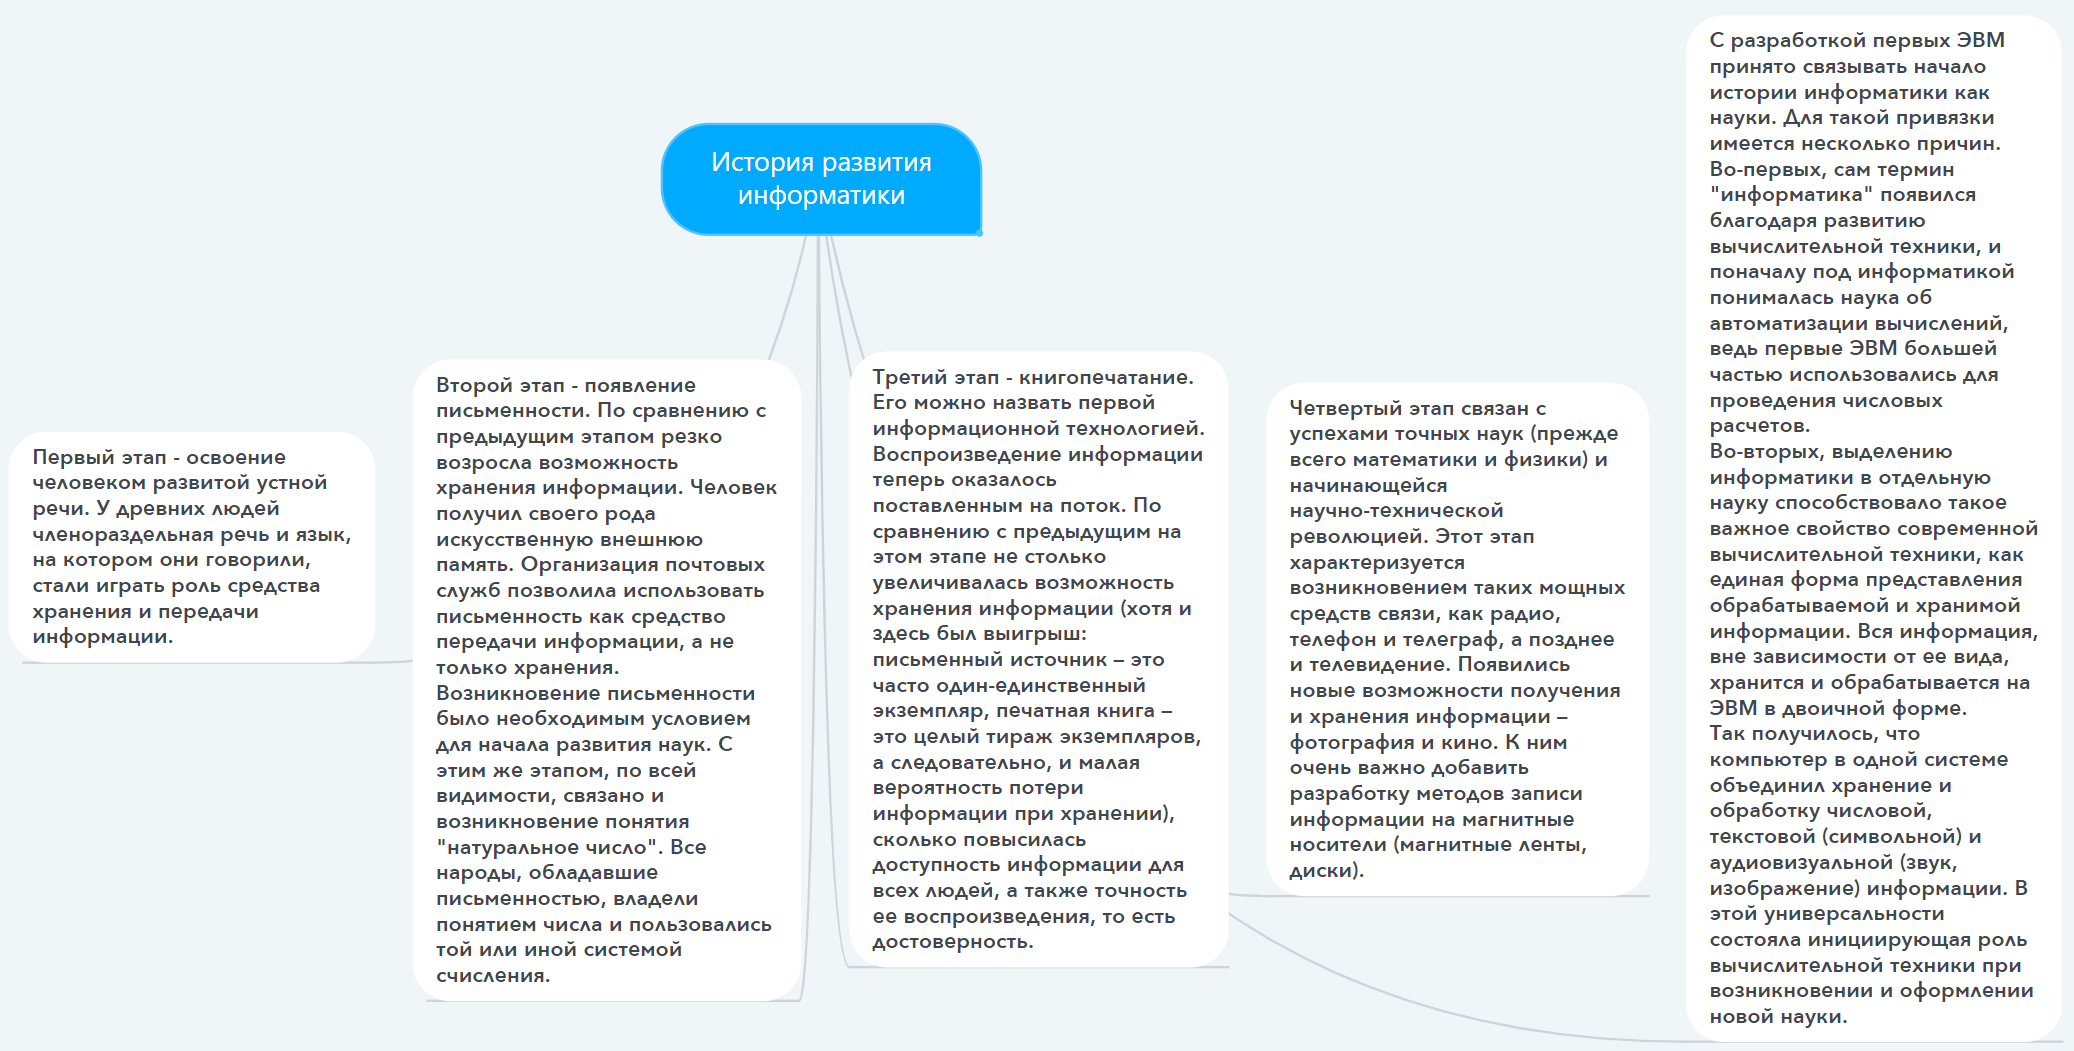 История развития
информатики
Первый этап - освоение
человеком развитой устной
речи. У древних людей
членораздельная речь и язык,
на котором они говорили,
стали играть роль средства
хранения и передачи
информации.
Второй этап - появление
письменности. По сравнению с
предыдущим этапом резко
возросла возможность
хранения информации. Человек
получил своего рода
искусственную внешнюю
память. Организация почтовых
служб позволила использовать
письменность как средство
передачи информации, а не
только хранения.
Возникновение письменности
было необходимым условием
для начала развития наук. С
этим же этапом, по всей
видимости, связано и
возникновение понятия
"натуральное число". Все
народы, обладавшие
письменностью, владели
понятием числа и пользовались
той или иной системой
счисления.
Третий этап - книгопечатание.
Его можно назвать первой
информационной технологией.
Воспроизведение информации
теперь оказалось
поставленным на поток. По
сравнению с предыдущим на
этом этапе не столько
увеличивалась возможность
хранения информации (хотя и
здесь был выигрыш:
письменный источник – это
часто один-единственный
экземпляр, печатная книга –
это целый тираж экземпляров,
а следовательно, и малая
вероятность потери
информации при хранении),
сколько повысилась
доступность информации для
всех людей, а также точность
ее воспроизведения, то есть
достоверность.
Четвертый этап связан с
успехами точных наук (прежде
всего математики и физики) и
начинающейся
научно-технической
революцией. Этот этап
характеризуется
возникновением таких мощных
средств связи, как радио,
телефон и телеграф, а позднее
и телевидение. Появились
новые возможности получения
и хранения информации –
фотография и кино. К ним
очень важно добавить
разработку методов записи
информации на магнитные
носители (магнитные ленты,
диски).
С разработкой первых ЭВМ
принято связывать начало
истории информатики как
науки. Для такой привязки
имеется несколько причин.
Во-первых, сам термин
"информатика" появился
благодаря развитию
вычислительной техники, и
поначалу под информатикой
понималась наука об
автоматизации вычислений,
ведь первые ЭВМ большей
частью использовались для
проведения числовых
расчетов.
Во-вторых, выделению
информатики в отдельную
науку способствовало такое
важное свойство современной
вычислительной техники, как
единая форма представления
обрабатываемой и хранимой
информации. Вся информация,
вне зависимости от ее вида,
хранится и обрабатывается на
ЭВМ в двоичной форме.
Так получилось, что
компьютер в одной системе
объединил хранение и
обработку числовой,
текстовой (символьной) и
аудиовизуальной (звук,
изображение) информации. В
этой универсальности
состояла инициирующая роль
вычислительной техники при
возникновении и оформлении
новой науки.